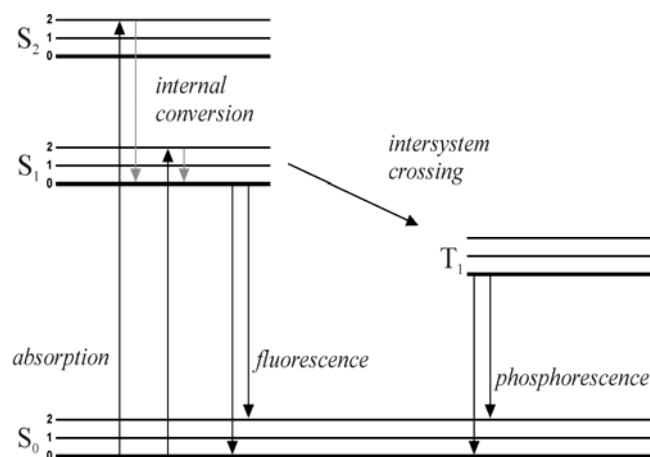 2
S2 1
0
internal
conversion
2
S1 1
0
intersystem
crossing
T1
absorption
fluorescence
phosphorescence
2
S0 1
0